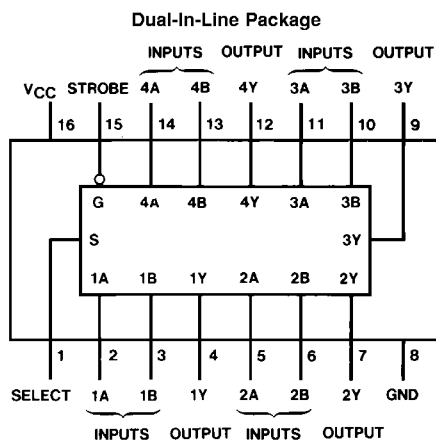 Dual-In-Line Package
INPUTS OUTPUT INPUTS OUTPUT
VCC STROBE 4A 4B 4Y 3A 3B 3Y
16 15 14 13 12 11 10 9
G 4A 4B 4Y 3A 3B
S 3Y
1A 1B 1Y 2A 2B 2Y
1 2 3 4 5 6 7 8
SELECT 1A 1B 1Y 2A 2B 2Y GND
INPUTS OUTPUT INPUTS OUTPUT